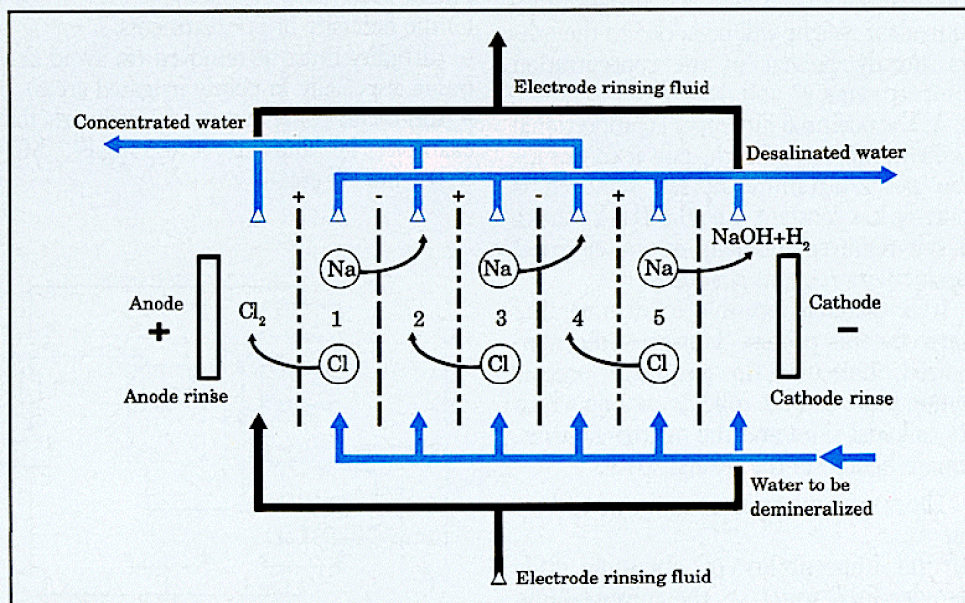 Electrode rinsing fluid
Concentrated water
Desalinated water
+ - + - +
NaOH+H₂
Na Na Na
Anode
+
Cl₂ 1 2 3 4 5
Cathode
-
Cl Cl Cl
Anode rinse
Cathode rinse
Water to be
demineralized
Electrode rinsing fluid